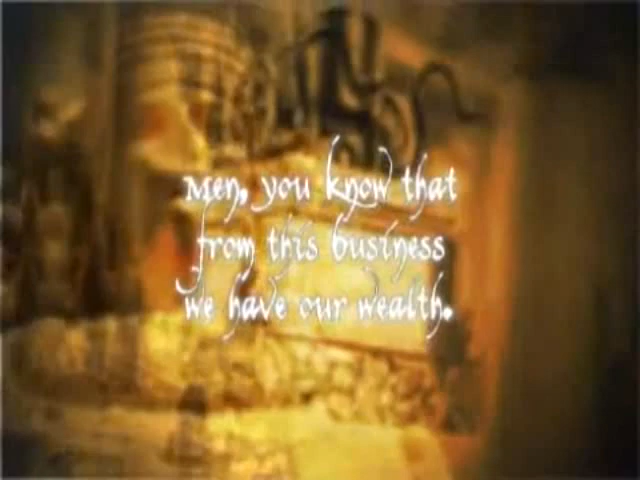 Men, you know that
from this business
we have our wealth.